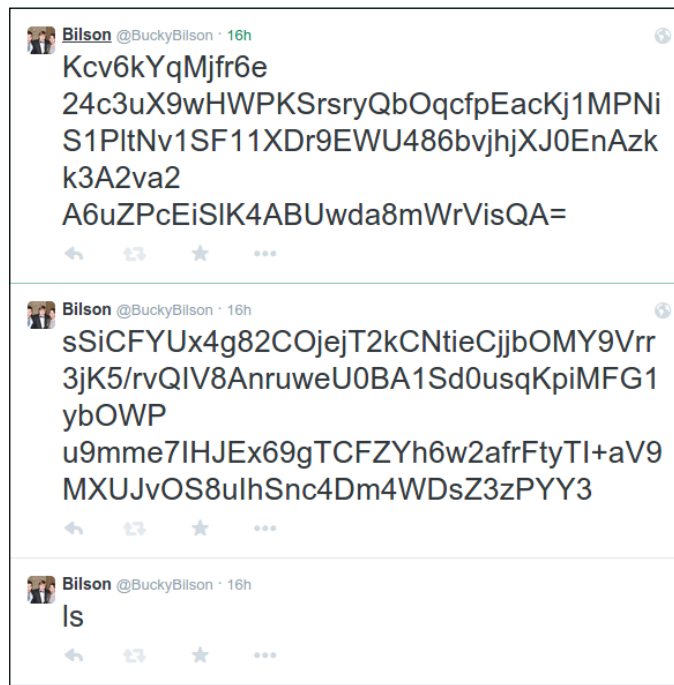 Bilson @BuckyBilson · 16h
Kcv6kYqMjfr6e
24c3uX9wHWPKSrsryQbOqcfpEacKj1MPNi
S1PltNv1SF11XDr9EWU486bvjhjXJ0EnAzk
k3A2va2
A6uZPcEiSlK4ABUwda8mWrVisQA=
Bilson @BuckyBilson · 16h
sSiCFYUx4g82COjejT2kCNtieCjjbOMY9Vrr
3jK5/rvQIV8AnruweU0BA1Sd0usqKpiMFG1
ybOWP
u9mme7IHJEx69gTCFZYh6w2afrFtyTI+aV9
MXUJvOS8uIhSnc4Dm4WDsZ3zPYY3
Bilson @BuckyBilson · 16h
ls